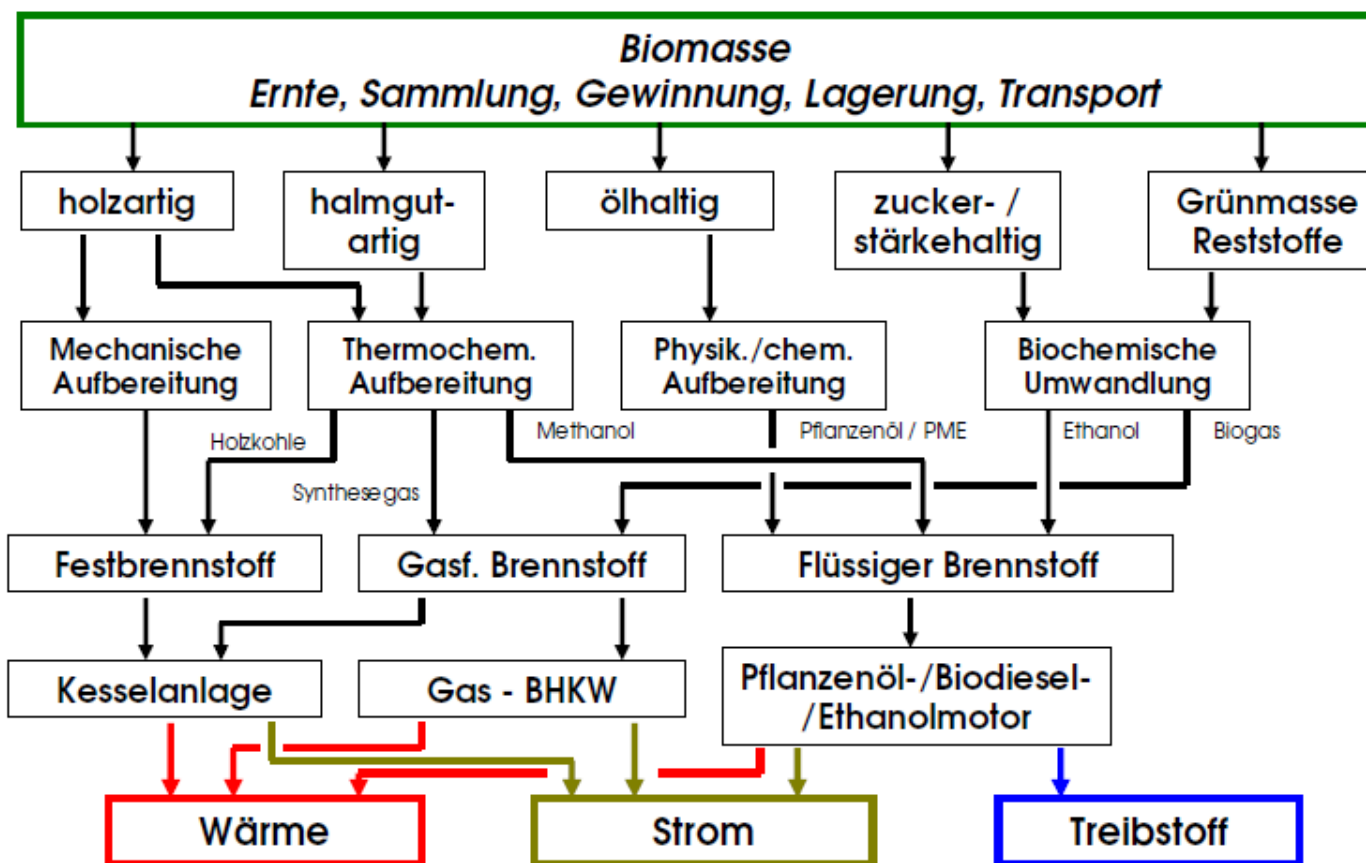 Biomasse
Ernte, Sammlung, Gewinnung, Lagerung, Transport
holzartig
halmgut-
artig
ölhaltig
zucker- /
stärkehaltig
Grünmasse
Reststoffe
Mechanische
Aufbereitung
Thermochem.
Aufbereitung
Physik./chem.
Aufbereitung
Biochemische
Umwandlung
Holzkohle
Synthesegas
Methanol
Pflanzenöl / PME
Ethanol
Biogas
Festbrennstoff
Gasf. Brennstoff
Flüssiger Brennstoff
Kesselanlage
Gas - BHKW
Pflanzenöl-/Biodiesel-
/Ethanolmotor
Wärme
Strom
Treibstoff